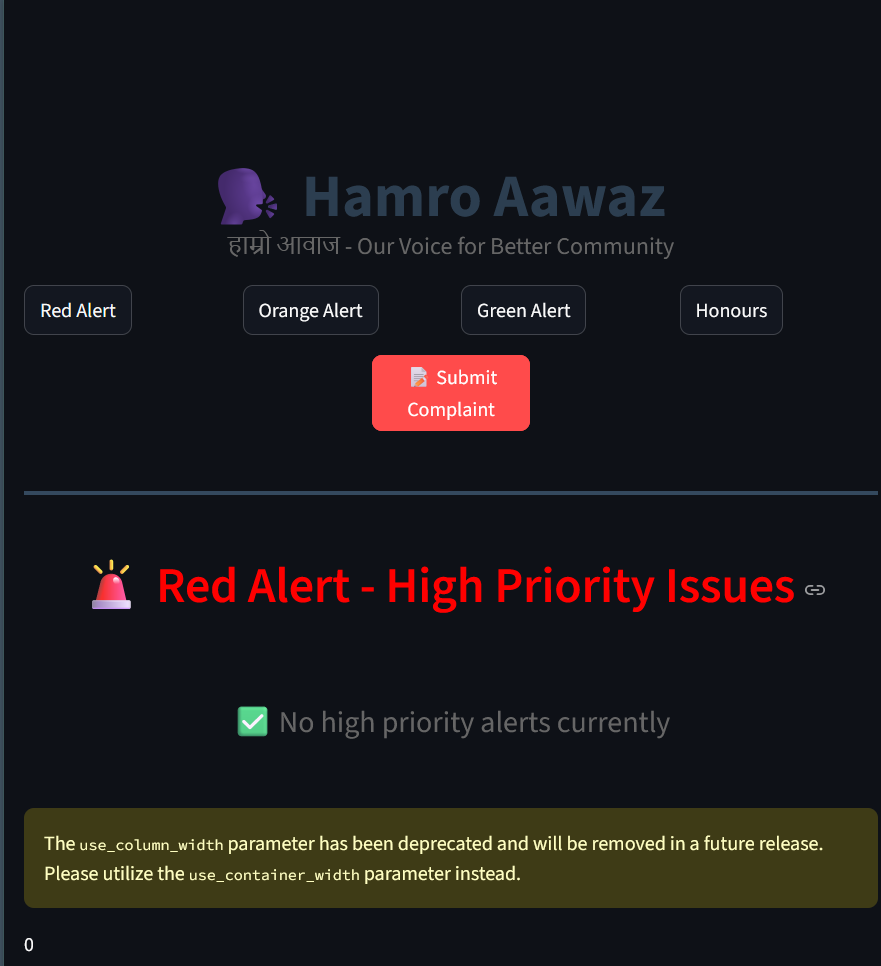 Hamro Aawaz
हाम्रो आवाज - Our Voice for Better Community
Red Alert
Orange Alert
Green Alert
Honours
Submit
Complaint
Red Alert - High Priority Issues
No high priority alerts currently
The use_column_width parameter has been deprecated and will be removed in a future release.
Please utilize the use_container_width parameter instead.
0